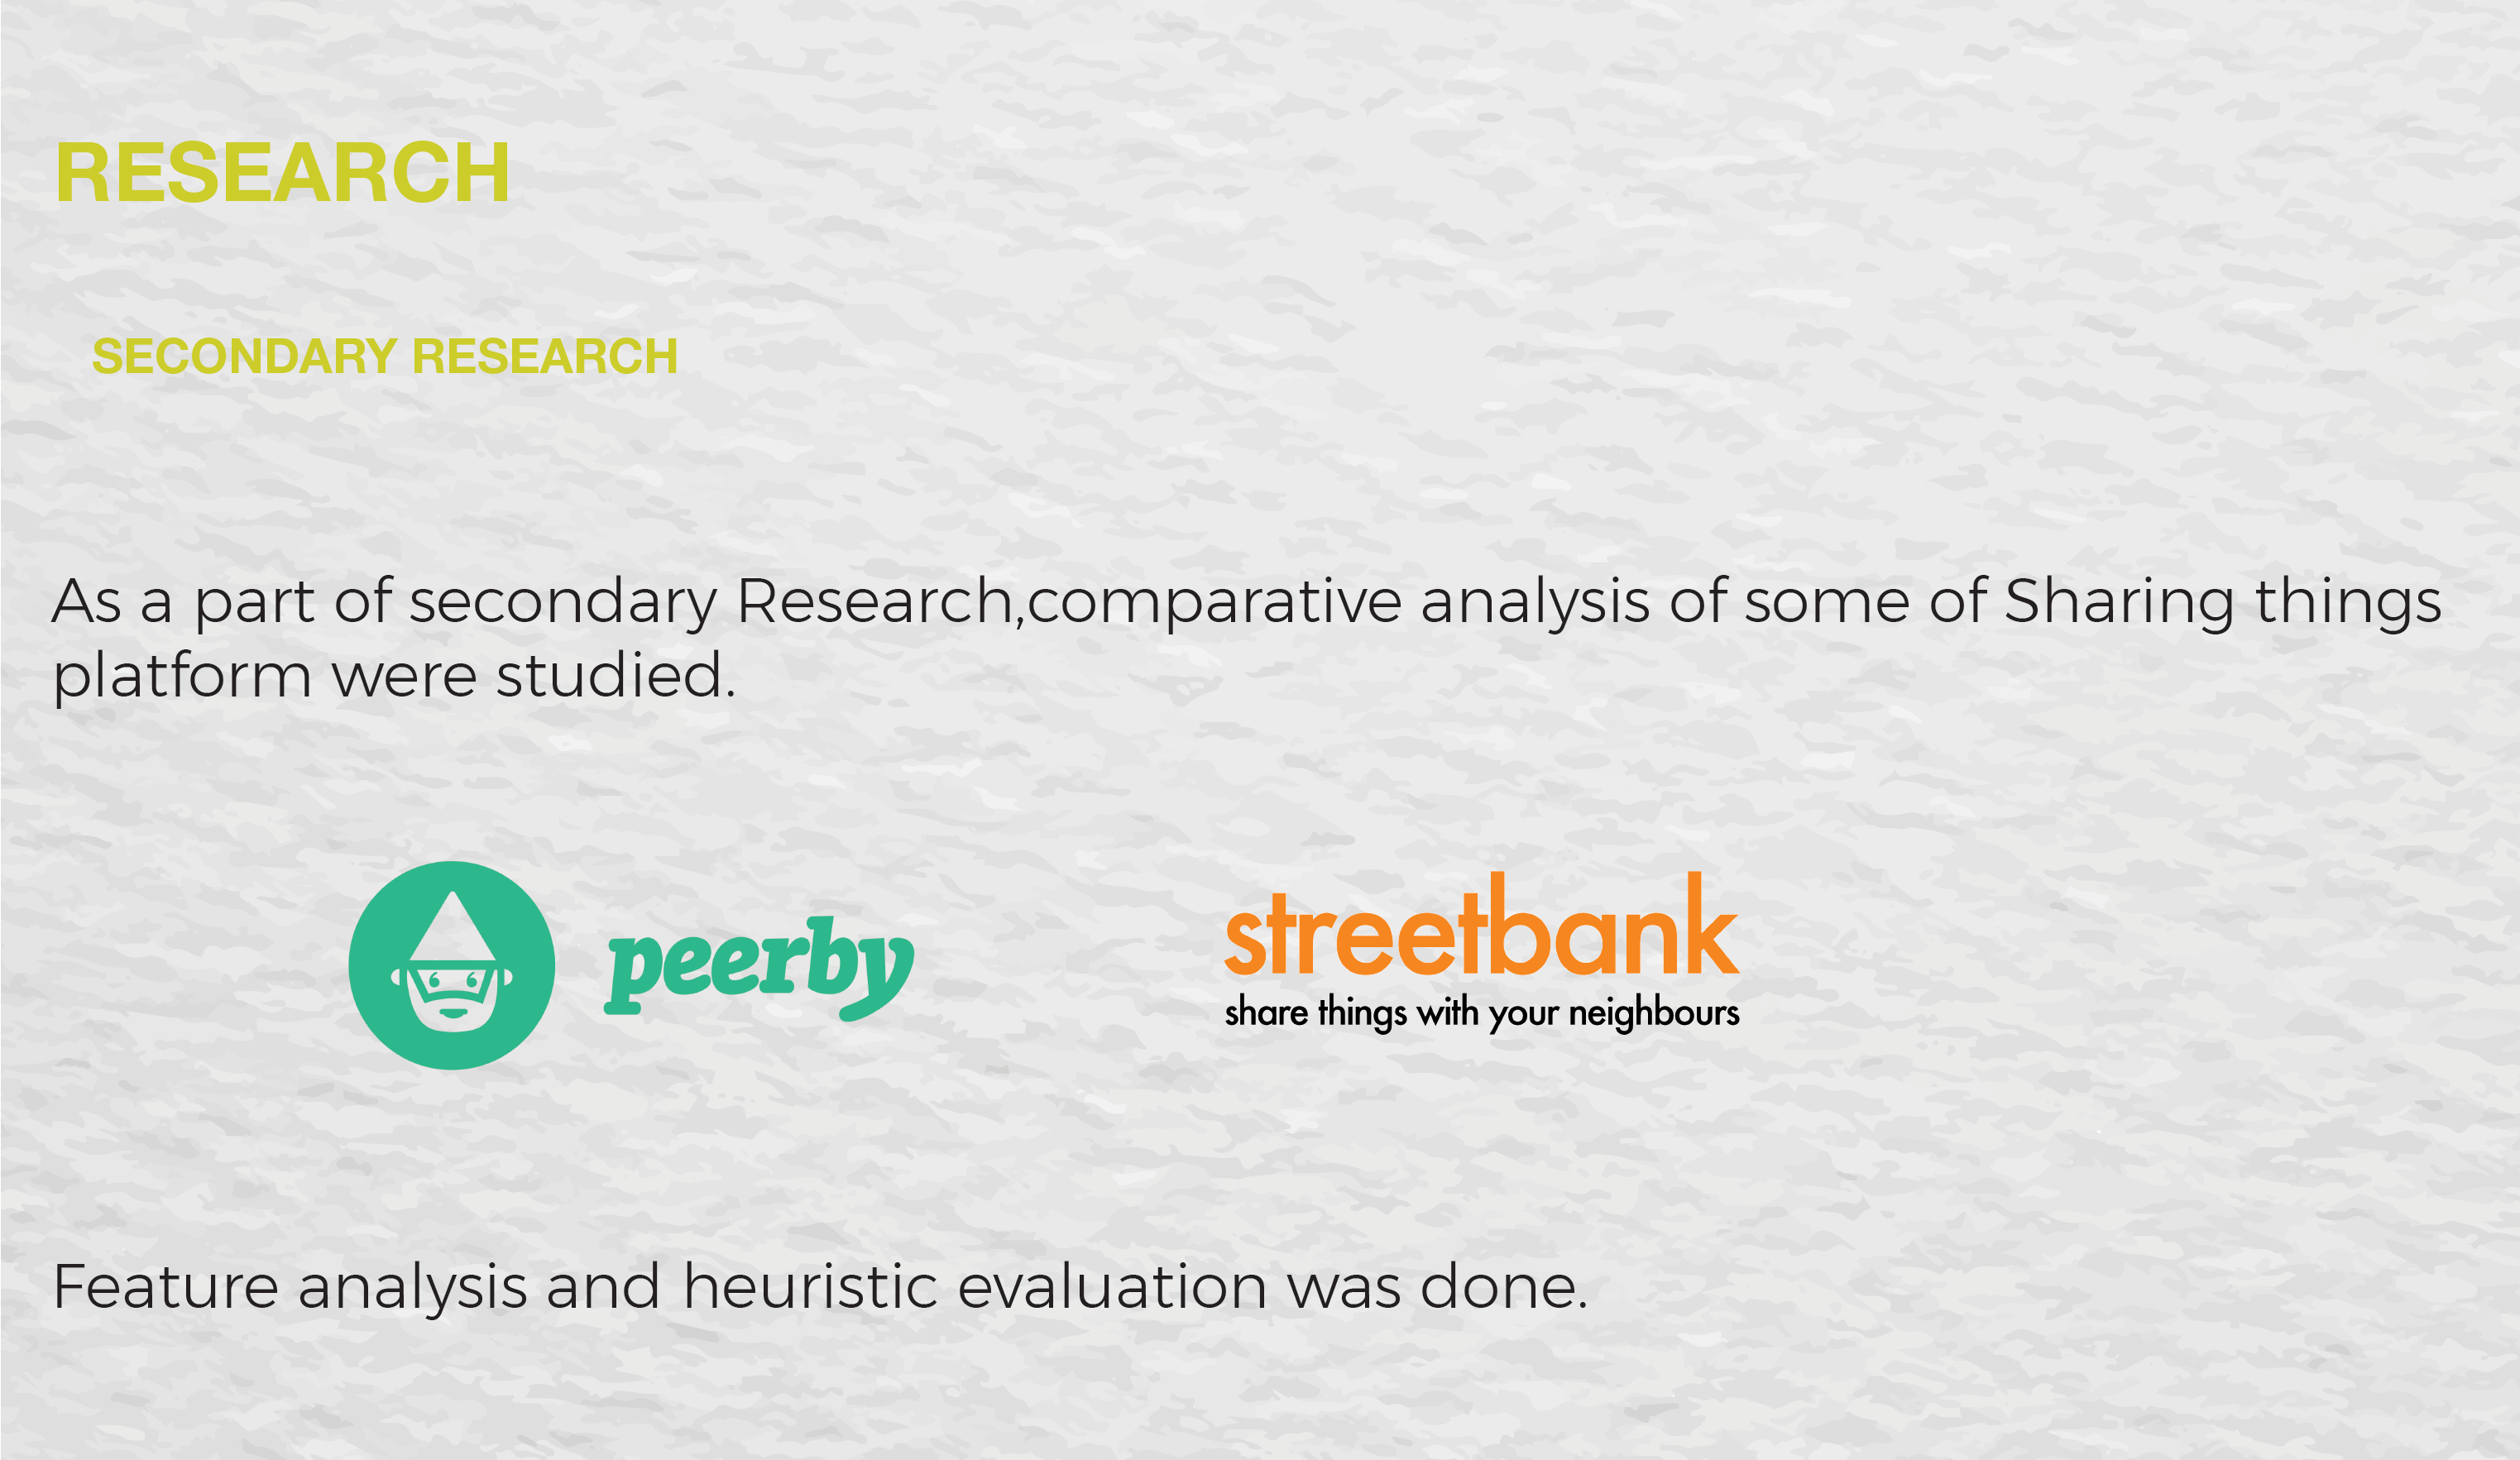 RESEARCH
SECONDARY RESEARCH
As a part of secondary Research,comparative analysis of some of Sharing things
platform were studied.
peerby
streetbank
share things with your neighbours
Feature analysis and heuristic evaluation was done.